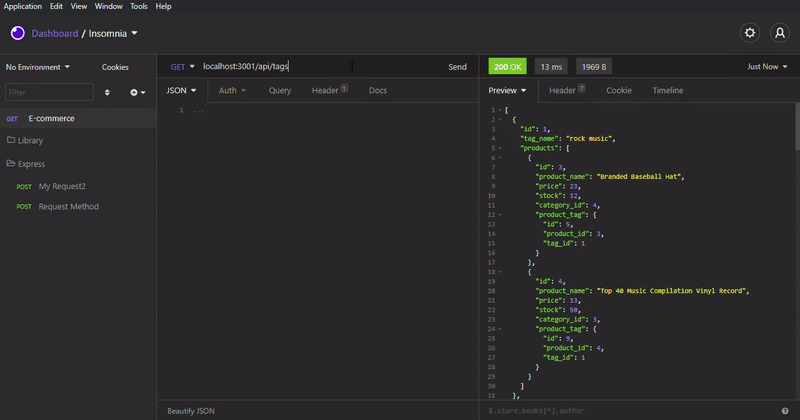 Application Edit View Window Tools Help
Dashboard / Insomnia
No Environment Cookies
Filter
GET E-commerce
Library
Express
POST My Request2
POST Request Method
GET localhost:3001/api/tags Send
JSON Auth Query Header 1 Docs
1 ...
Beautify JSON
200 OK 13 ms 1969 B Just Now
Preview Header 7 Cookie Timeline
1 [
2 {
3 "id": 1,
4 "tag_name": "rock music",
5 "products": [
6 {
7 "id": 3,
8 "product_name": "Branded Baseball Hat",
9 "price": 23,
10 "stock": 12,
11 "category_id": 4,
12 "product_tag": {
13 "id": 5,
14 "product_id": 3,
15 "tag_id": 1
16 }
17 },
18 {
19 "id": 4,
20 "product_name": "Top 40 Music Compilation Vinyl Record",
21 "price": 13,
22 "stock": 50,
23 "category_id": 3,
24 "product_tag": {
25 "id": 9,
26 "product_id": 4,
27 "tag_id": 1
28 }
29 }
30 ]
31 },
$.store.books[*].author